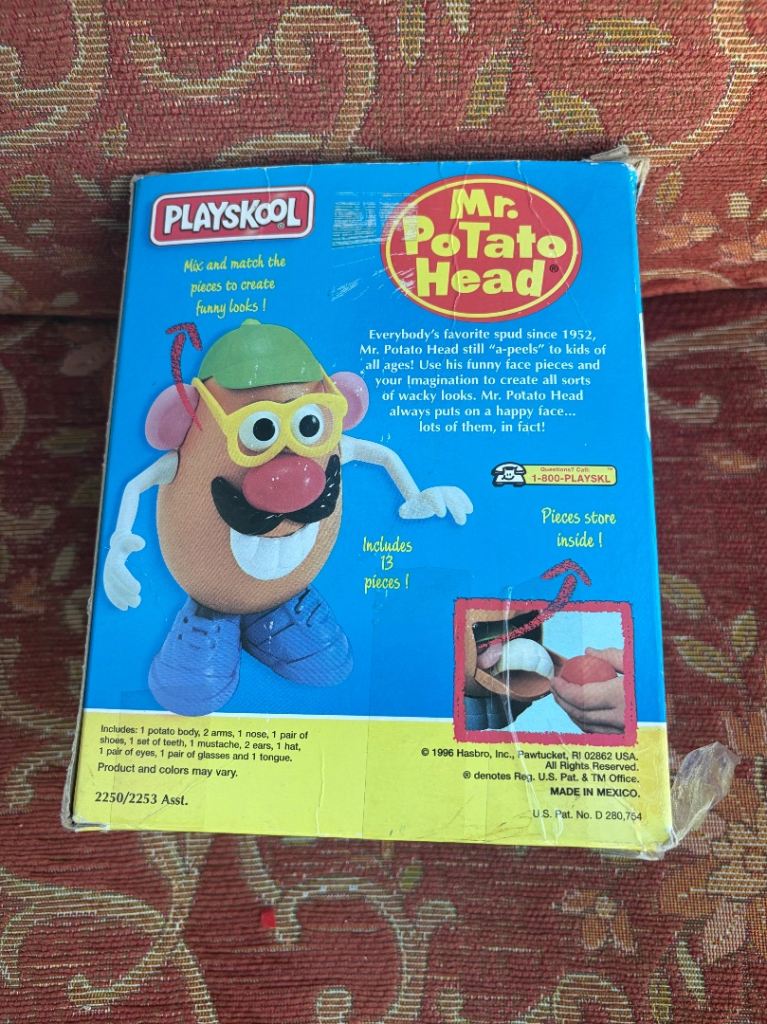 PLAYSKOOL®
Mr.
PoTato
Head®
Mix and match the
pieces to create
funny looks !
Everybody's favorite spud since 1952,
Mr. Potato Head still "a-peels" to kids of
all ages! Use his funny face pieces and
your imagination to create all sorts
of wacky looks. Mr. Potato Head
always puts on a happy face...
lots of them, in fact!
Questions? Call: ™
1-800-PLAYSKL
Pieces store
inside !
Includes
13
pieces !
Includes: 1 potato body, 2 arms, 1 nose, 1 pair of
shoes, 1 set of teeth, 1 mustache, 2 ears, 1 hat,
1 pair of eyes, 1 pair of glasses and 1 tongue.
Product and colors may vary.
2250/2253 Asst.
© 1996 Hasbro, Inc., Pawtucket, RI 02862 USA.
All Rights Reserved.
® denotes Reg. U.S. Pat. & TM Office.
MADE IN MEXICO.
U.S. Pat. No. D 280,754